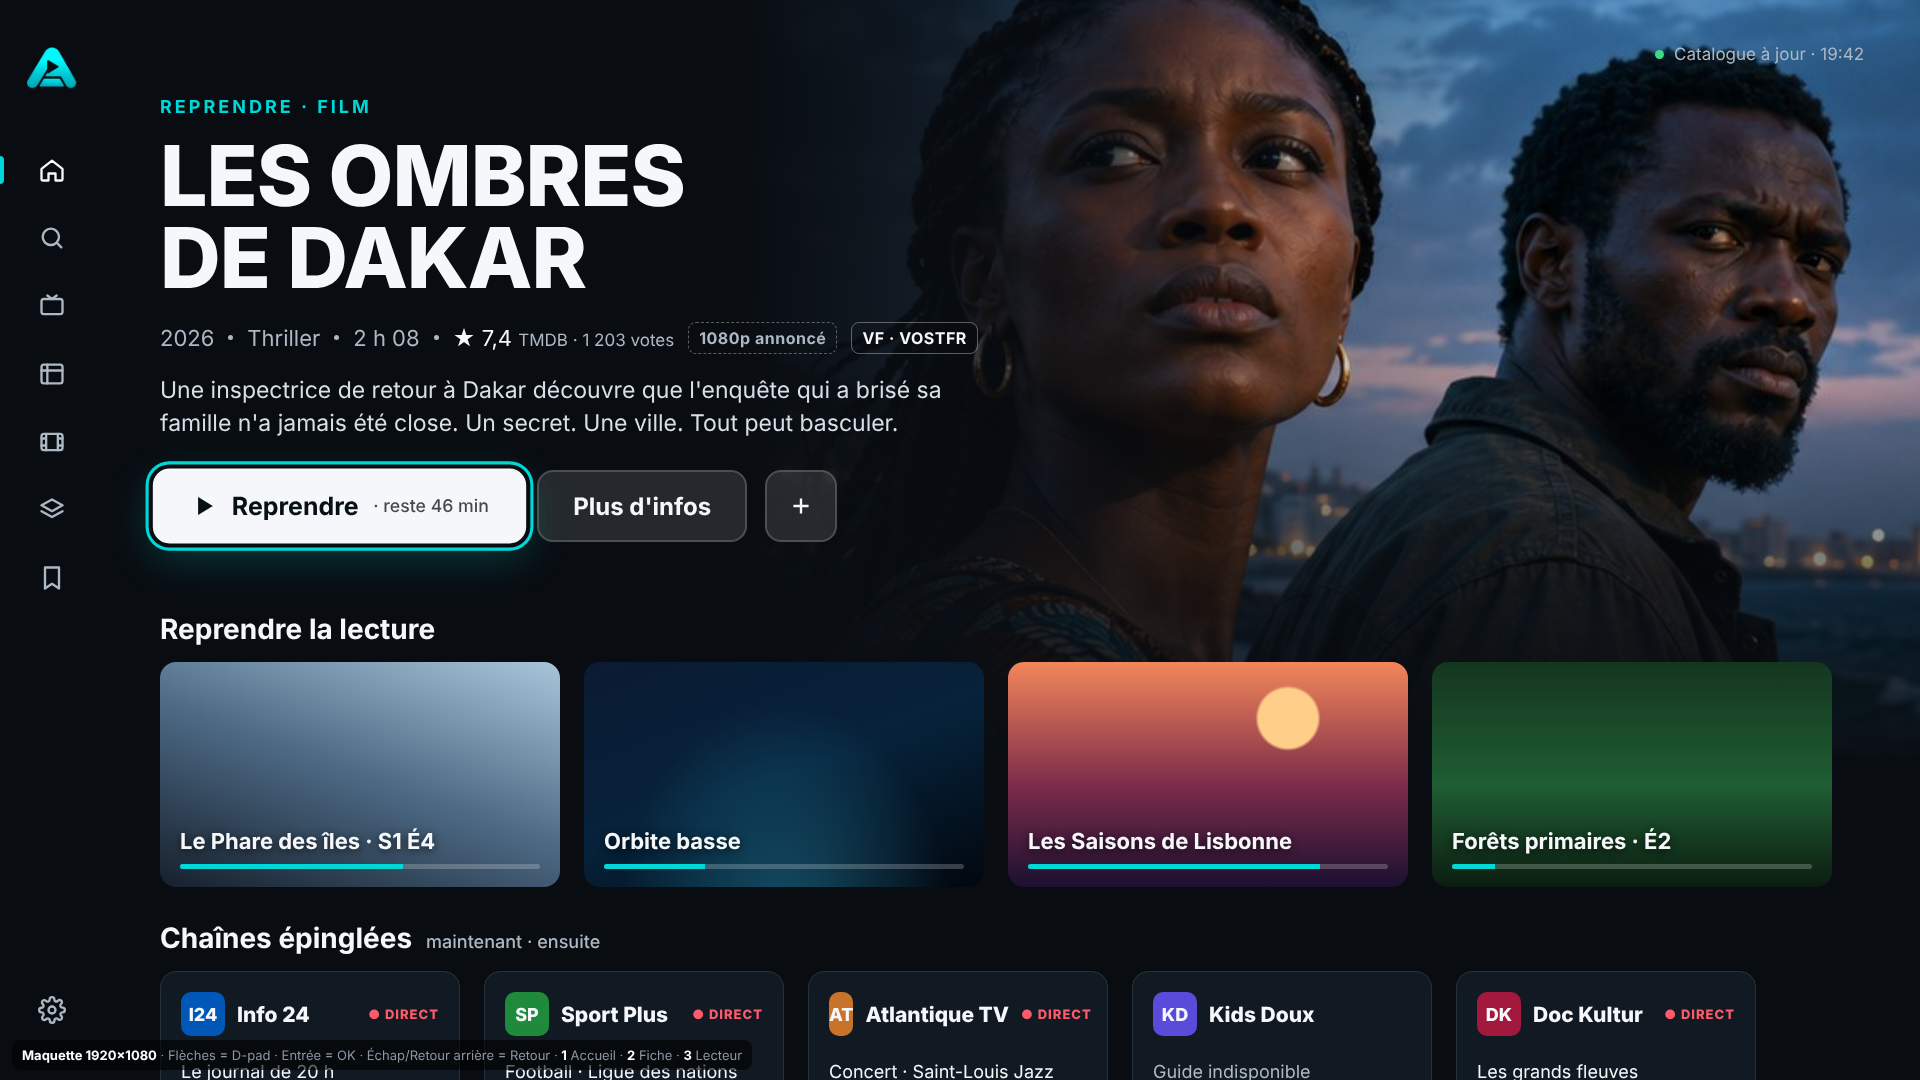 Catalogue à jour · 19:42
REPRENDRE · FILM
LES OMBRES
DE DAKAR
2026 • Thriller • 2 h 08 • ★ 7,4 TMDB · 1 203 votes 1080p annoncé VF · VOSTFR
Une inspectrice de retour à Dakar découvre que l'enquête qui a brisé sa
famille n'a jamais été close. Un secret. Une ville. Tout peut basculer.
Reprendre · reste 46 min Plus d'infos +
Reprendre la lecture
Le Phare des îles · S1 É4
Orbite basse
Les Saisons de Lisbonne
Forêts primaires · É2
Chaînes épinglées maintenant · ensuite
I24 Info 24 DIRECT
SP Sport Plus DIRECT
AT Atlantique TV DIRECT
KD Kids Doux
DK Doc Kultur DIRECT
Maquette 1920×1080 · Flèches = D-pad · Entrée = OK · Échap/Retour arrière = Retour · 1 Accueil · 2 Fiche · 3 Lecteur
Le journal de 20 h
Football · Ligue des nations
Concert · Saint-Louis Jazz
Guide indisponible
Les grands fleuves